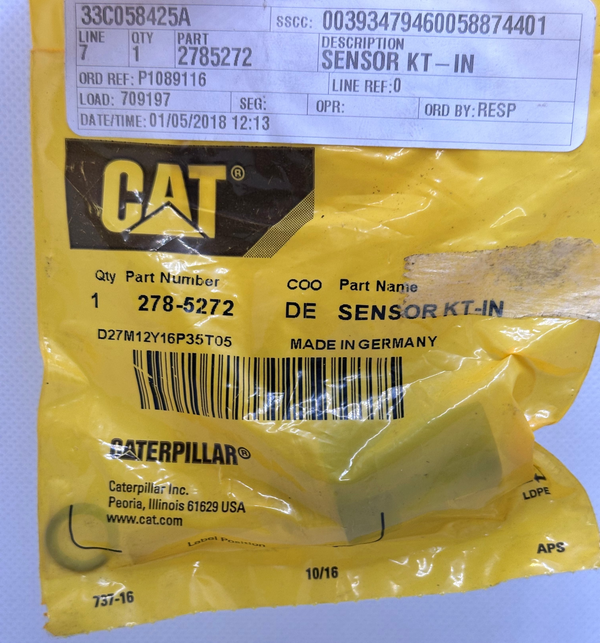 33C058425A SSCC: 00393479460058874401
LINE QTY PART DESCRIPTION
7 1 2785272 SENSOR KT-IN
ORD REF: P1089116 LINE REF:0
LOAD: 709197 SEG: OPR: ORD BY: RESP
DATE/TIME: 01/05/2018 12:13
CAT®
Qty Part Number COO Part Name
1 278-5272 DE SENSOR KT-IN
D27M12Y16P35T05 MADE IN GERMANY
CATERPILLAR®
Caterpillar Inc.
Peoria, Illinois 61629 USA
www.cat.com
LDPE
Label Position
APS
10/16
737-16